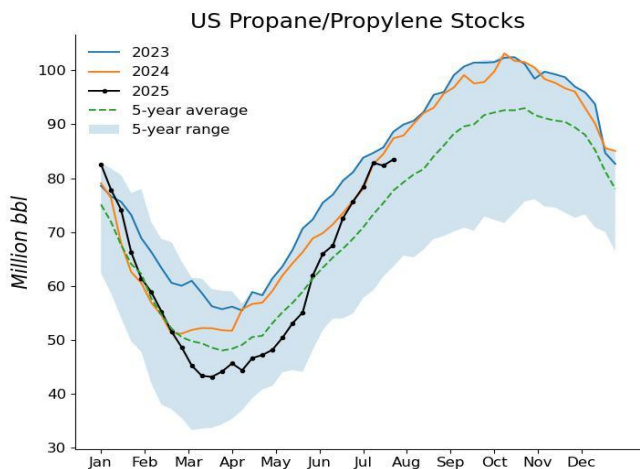 US Propane/Propylene Stocks
2023
2024
2025
5-year average
5-year range
Million bbl
100
90
80
70
60
50
40
30
Jan Feb Mar Apr May Jun Jul Aug Sep Oct Nov Dec